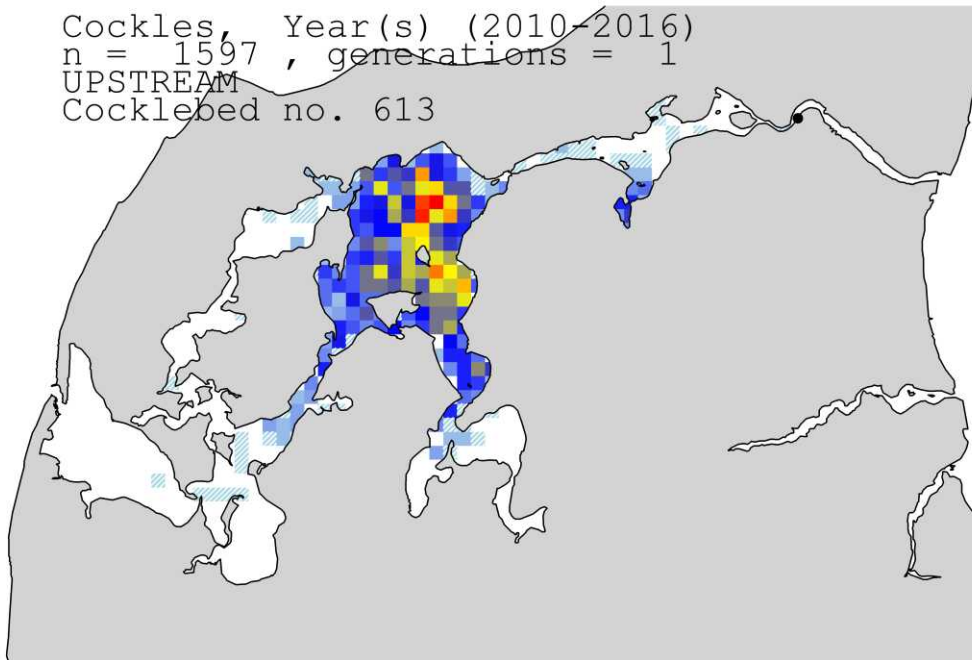 Cockles, Year(s) (2010-2016)
n = 1597 , generations = 1
UPSTREAM
Cocklebed no. 613